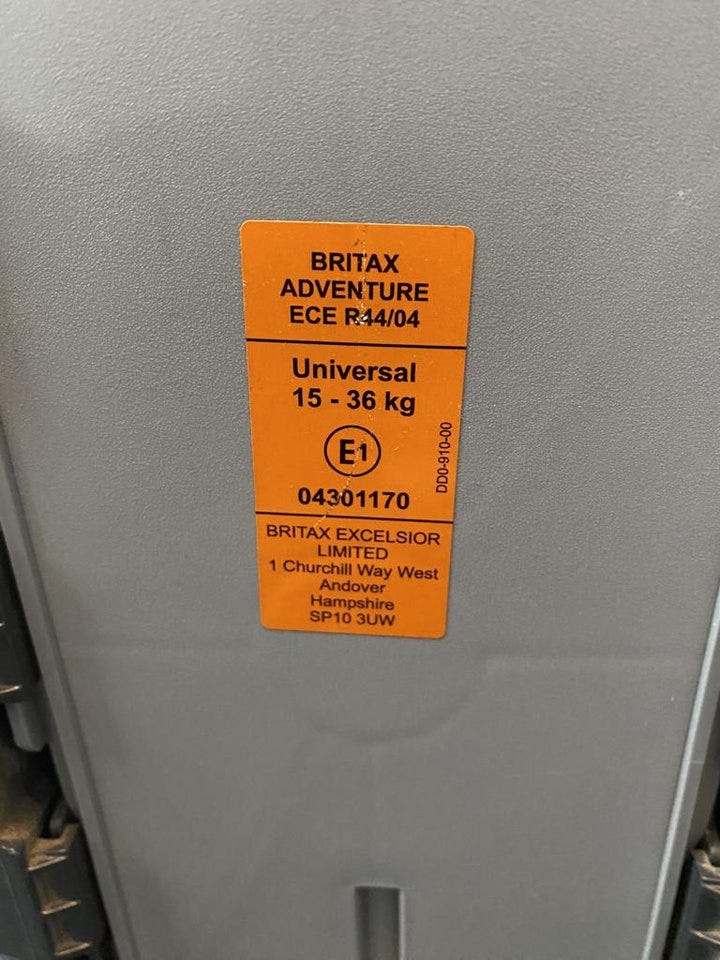 BRITAX
ADVENTURE
ECE R44/04
Universal
15 - 36 kg
E1
04301170
DD0-910-00
BRITAX EXCELSIOR
LIMITED
1 Churchill Way West
Andover
Hampshire
SP10 3UW